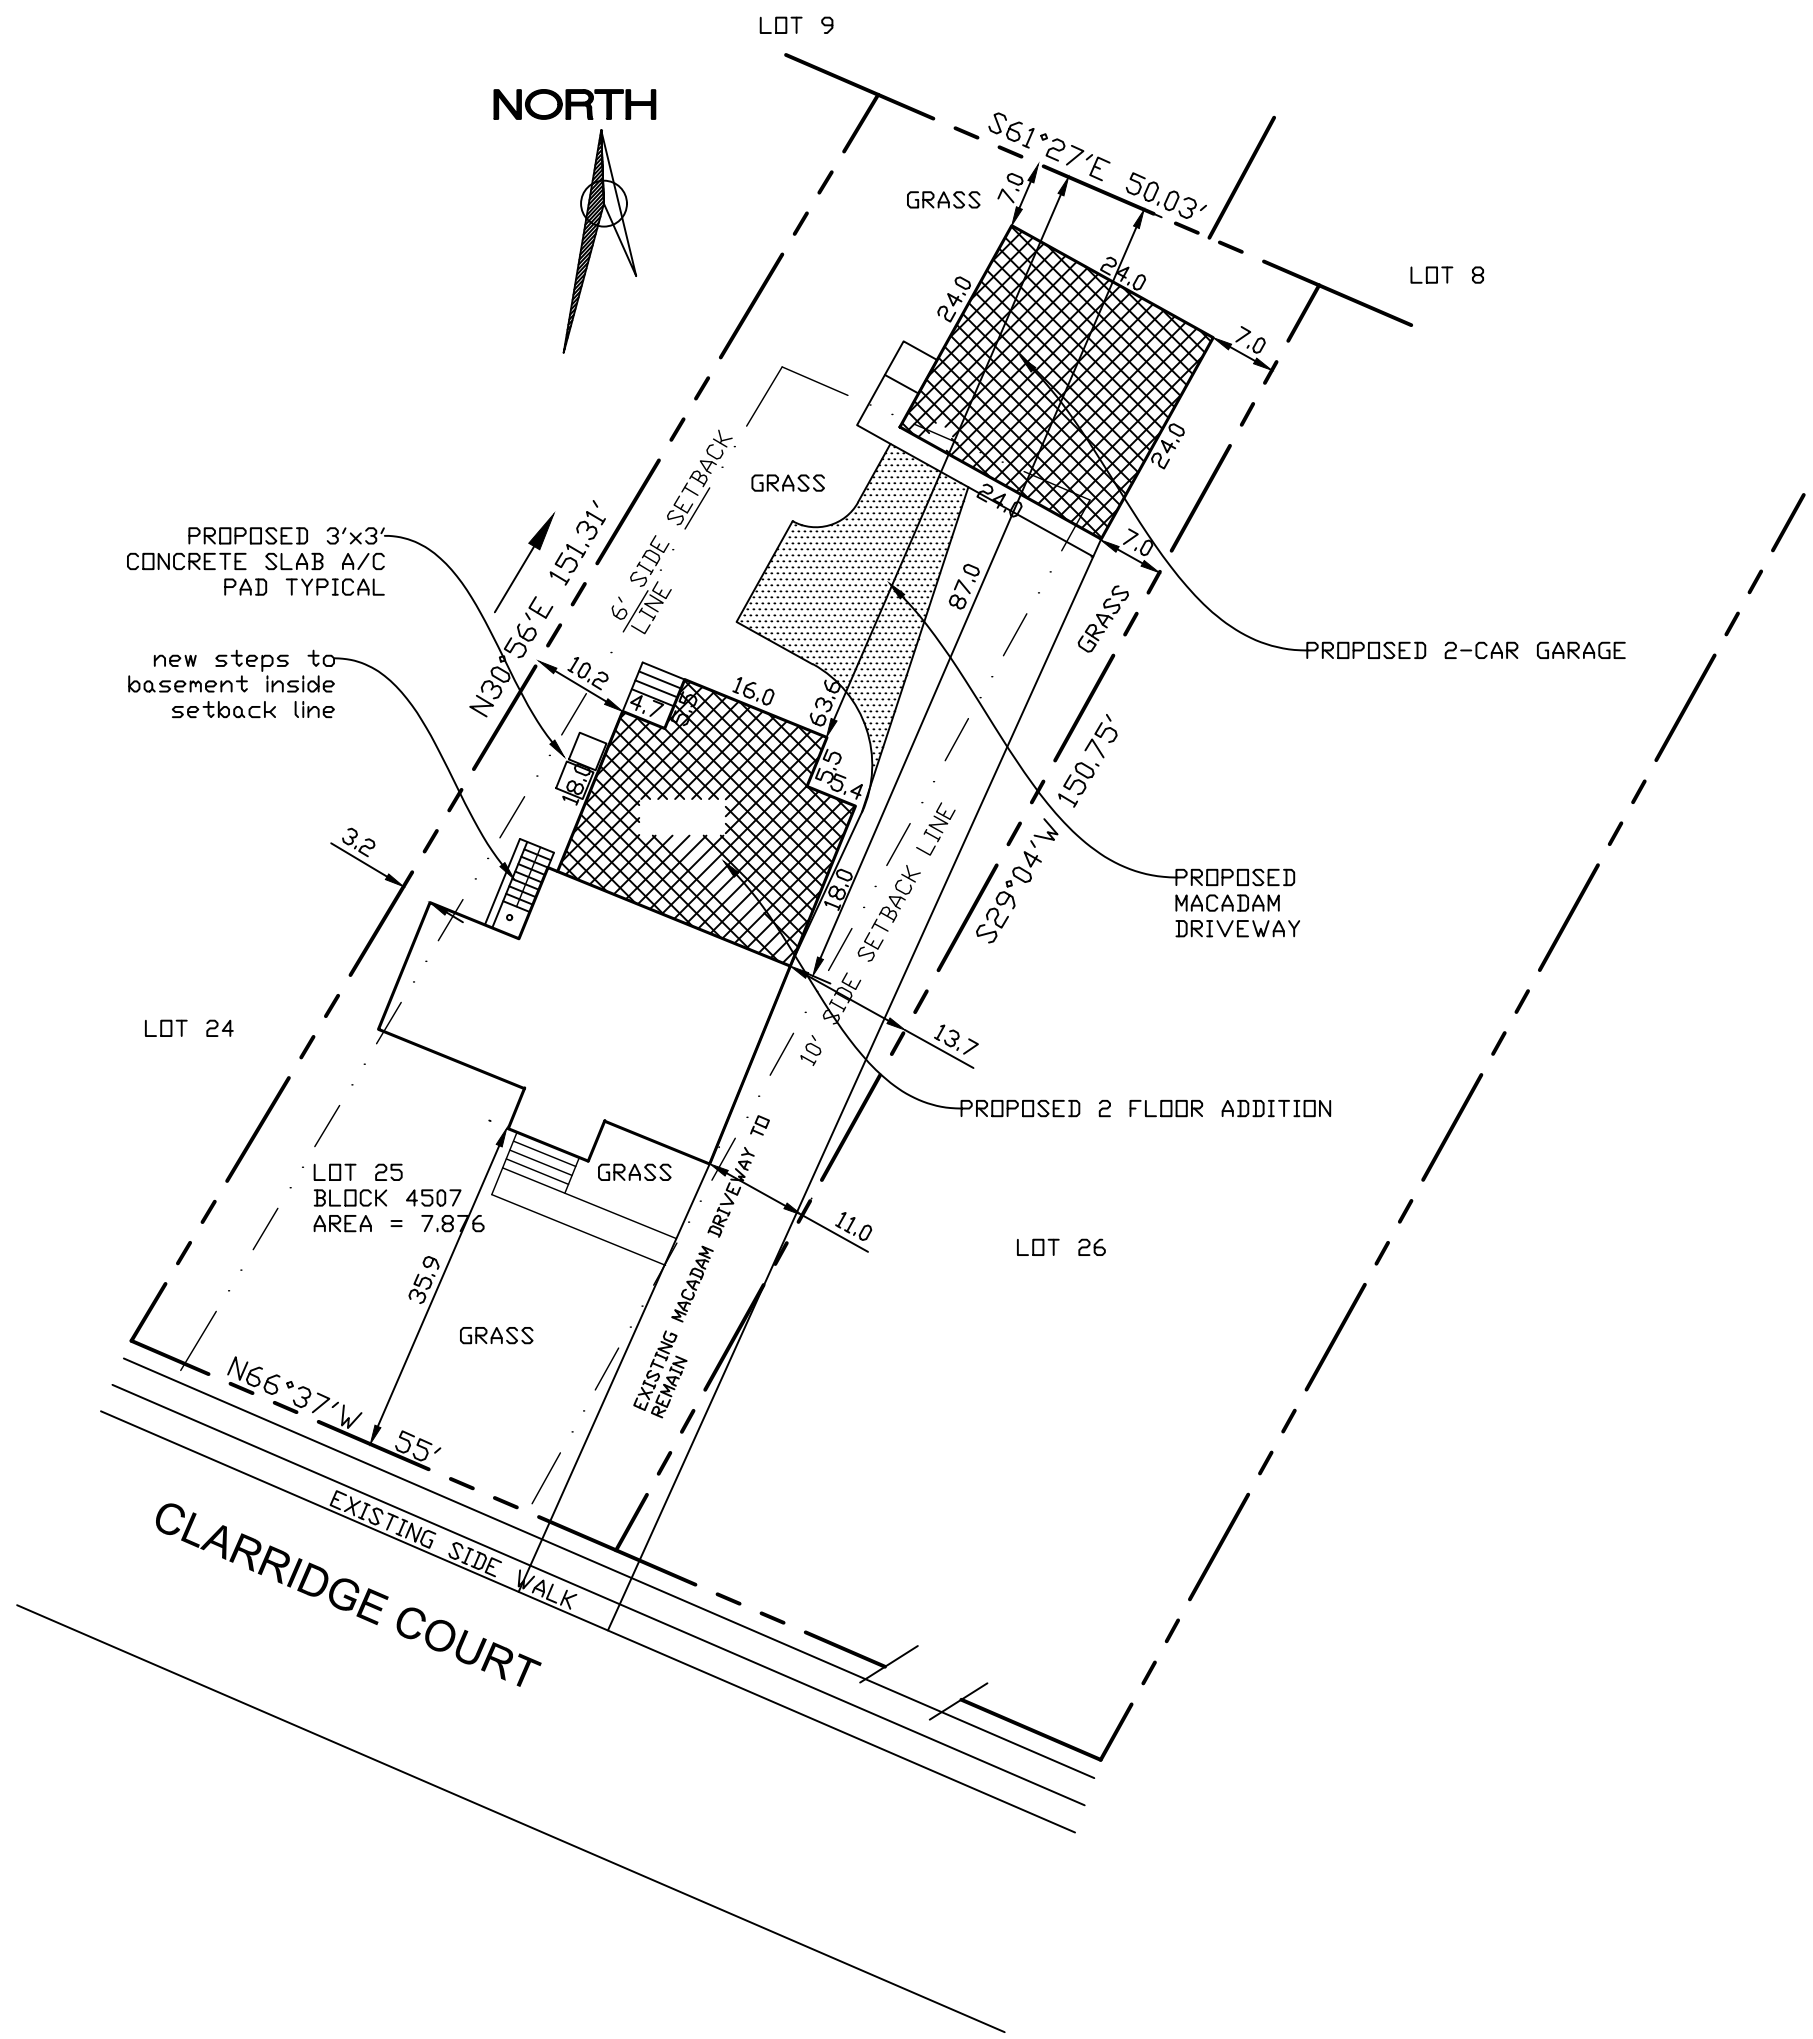 LOT 9
NORTH
S61°27'E 50.03'
GRASS
7.0
LOT 8
24.0
24.0
7.0
24.0
24.0
7.0
6' SIDE SETBACK
LINE
GRASS
PROPOSED 3'x3'
CONCRETE SLAB A/C
PAD TYPICAL
N30°56'E 151.31'
87.0
GRASS
PROPOSED 2-CAR GARAGE
new steps to
basement inside
setback line
10.2
4.7
5.5
16.0
63.6
5.5
5.4
18.0
18.0
3.2
S29°04'W 150.75'
PROPOSED
MACADAM
DRIVEWAY
10' SIDE SETBACK LINE
13.7
LOT 24
PROPOSED 2 FLOOR ADDITION
LOT 25
BLOCK 4507
AREA = 7.876
GRASS
11.0
LOT 26
35.9
GRASS
EXISTING MACADAM DRIVEWAY TO
REMAIN
N66°37'W 55'
EXISTING SIDE WALK
CLARRIDGE COURT